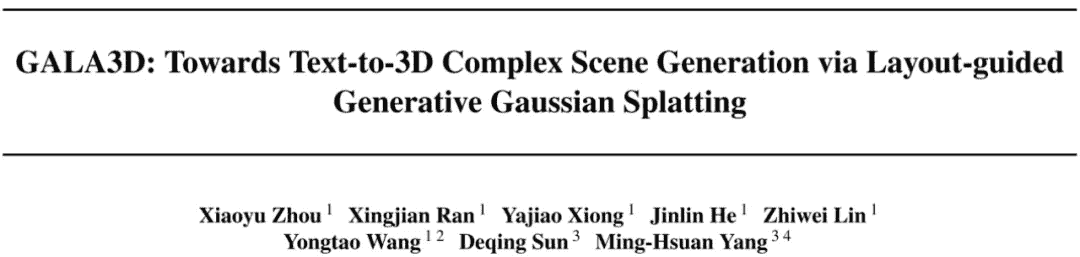 GALA3D: Towards Text-to-3D Complex Scene Generation via Layout-guided
Generative Gaussian Splatting
Xiaoyu Zhou 1 Xingjian Ran 1 Yajiao Xiong 1 Jinlin He 1 Zhiwei Lin 1
Yongtao Wang 1 2 Deqing Sun 3 Ming-Hsuan Yang 3 4